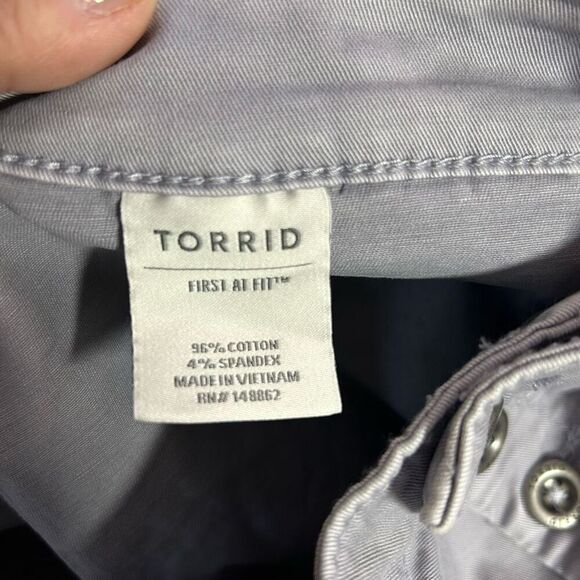 TORRID
FIRST AT FIT™
96% COTTON
4% SPANDEX
MADE IN VIETNAM
RN# 148862